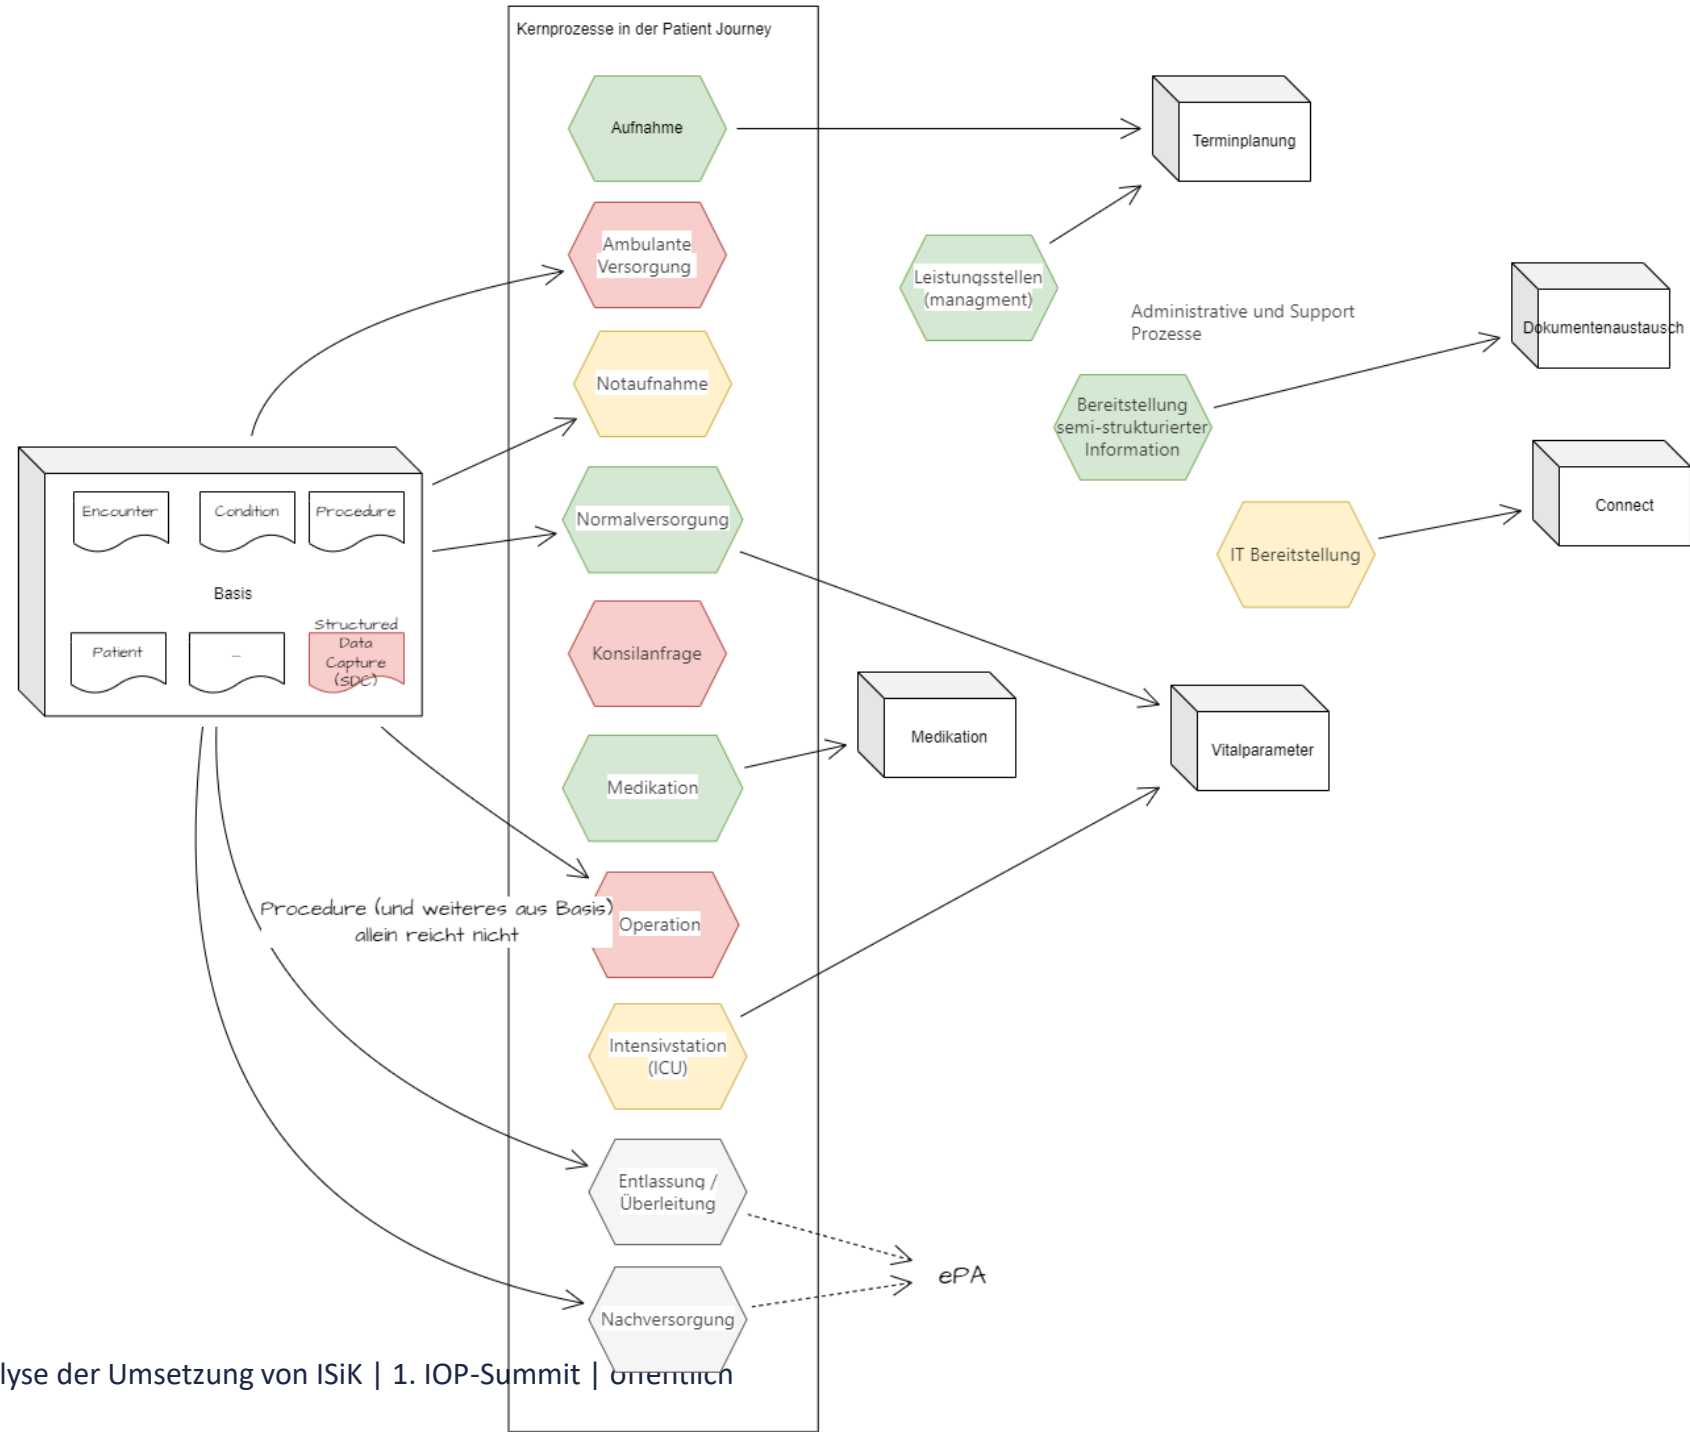 Kernprozesse in der Patient Journey
Aufnahme
Terminplanung
Ambulante
Versorgung
Leistungsstellen
(managment)
Administrative und Support
Prozesse
Dokumentenaustausch
Notaufnahme
Bereitstellung
semi-strukturierter
Information
Encounter
Condition
Procedure
Normalversorgung
Connect
IT Bereitstellung
Basis
Patient
...
Structured
Data
Capture
(SDC)
Konsilanfrage
Medikation
Vitalparameter
Medikation
Procedure (und weiteres aus Basis)
allein reicht nicht
Operation
Intensivstation
(ICU)
Entlassung /
Überleitung
ePA
Nachversorgung
lyse der Umsetzung von ISiK | 1. IOP-Summit | öffentlich